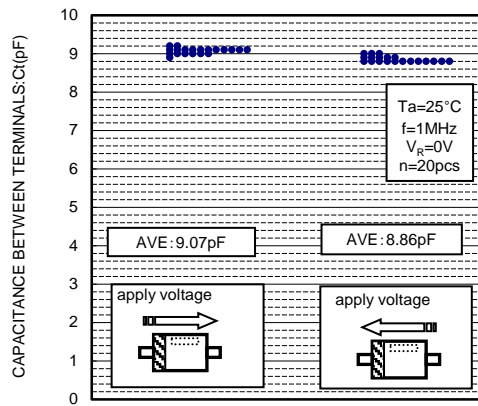 CAPACITANCE BETWEEN TERMINALS:Ct(pF)
10
9
8
7
6
5
4
3
2
1
0
Ta=25°C
f=1MHz
VR=0V
n=20pcs
AVE:9.07pF
AVE:8.86pF
apply voltage
apply voltage